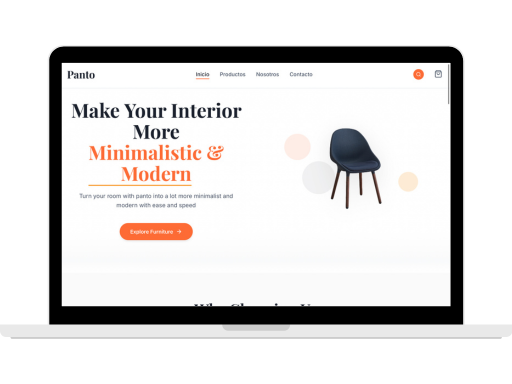 Panto
Inicio Productos Nosotros Contacto
Make Your Interior
More
Minimalistic &
Modern
Turn your room with panto into a lot more minimalist and
modern with ease and speed
Explore Furniture →